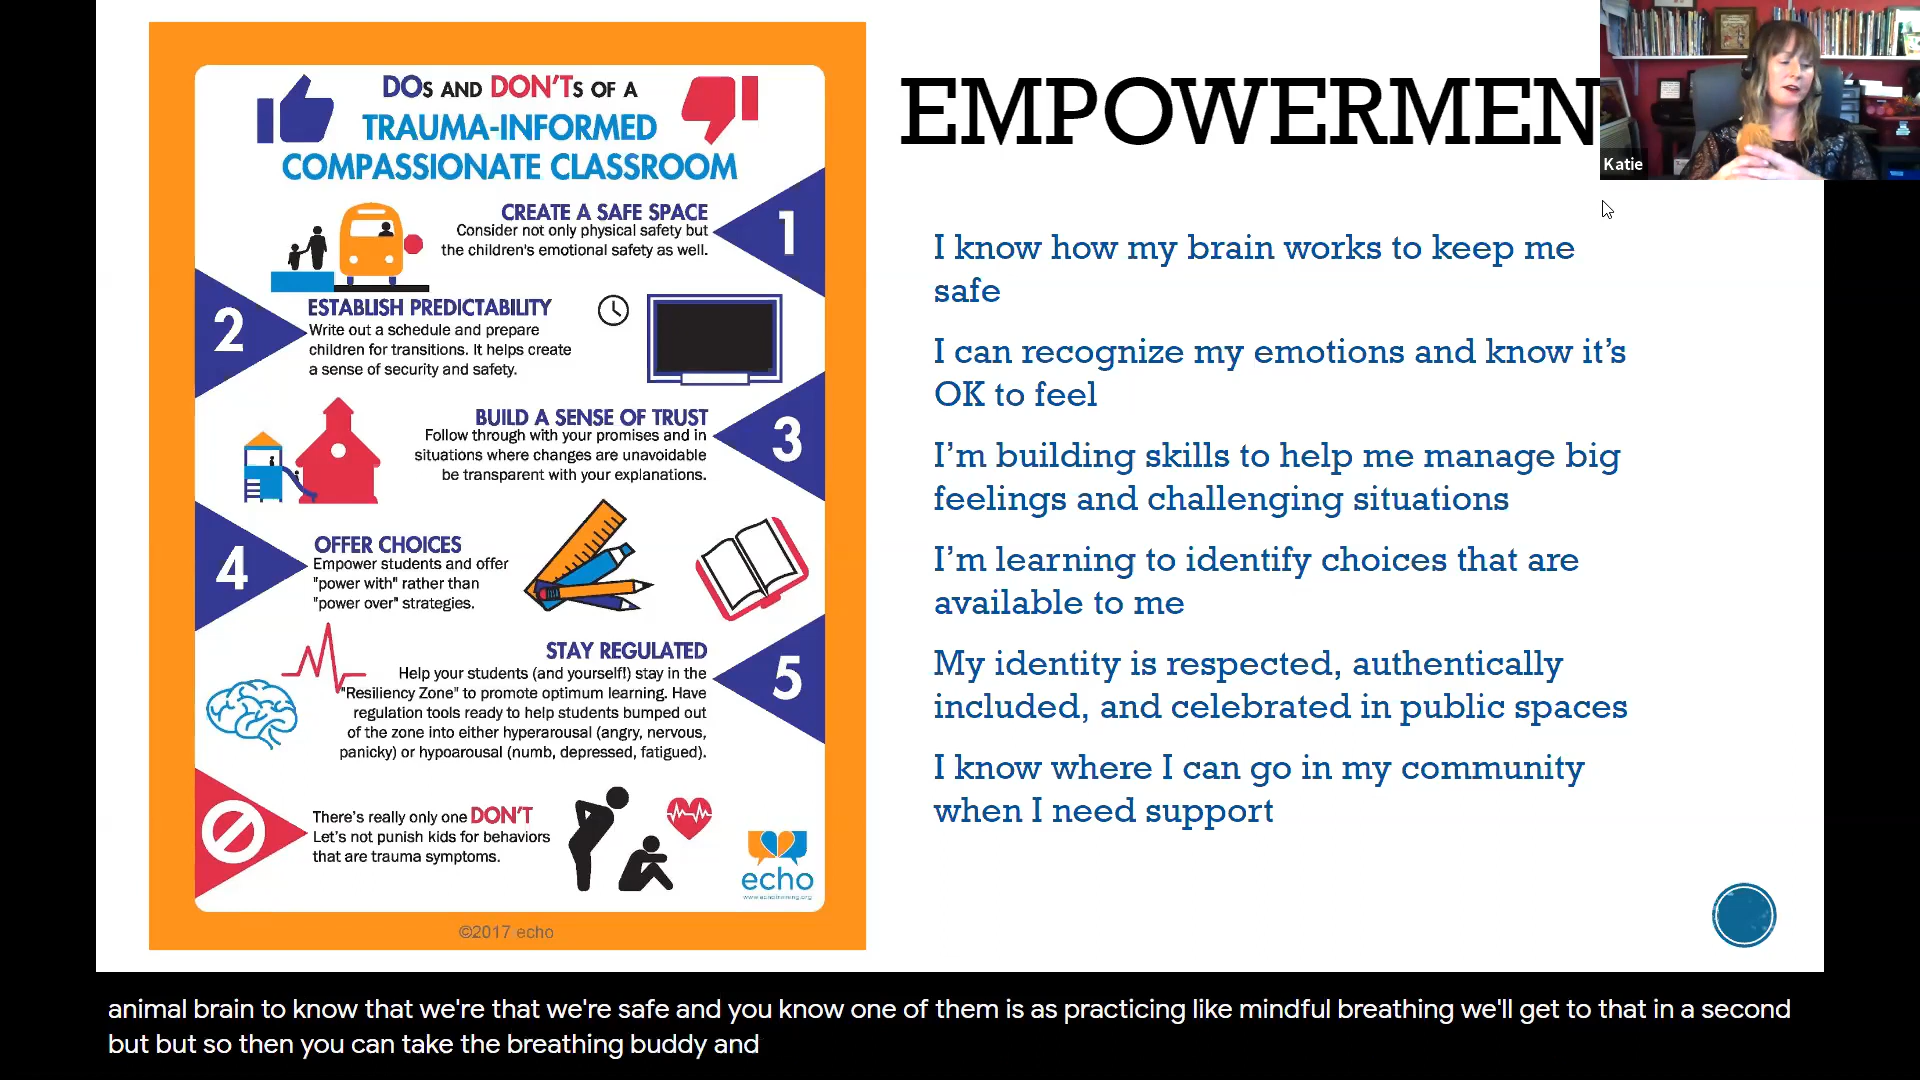 DOs AND DON'Ts OF A
TRAUMA-INFORMED
COMPASSIONATE CLASSROOM
CREATE A SAFE SPACE
Consider not only physical safety but
the children's emotional safety as well.
1
2
ESTABLISH PREDICTABILITY
Write out a schedule and prepare
children for transitions. It helps create
a sense of security and safety.
BUILD A SENSE OF TRUST
Follow through with your promises and in
situations where changes are unavoidable
be transparent with your explanations.
3
4
OFFER CHOICES
Empower students and offer
"power with" rather than
"power over" strategies.
STAY REGULATED
Help your students (and yourself!) stay in the
"Resiliency Zone" to promote optimum learning. Have
regulation tools ready to help students bumped out
of the zone into either hyperarousal (angry, nervous,
panicky) or hypoarousal (numb, depressed, fatigued).
5
There's really only one DON'T
Let's not punish kids for behaviors
that are trauma symptoms.
echo
www.echotraining.org
©2017 echo
EMPOWERMEN
Katie
I know how my brain works to keep me
safe
I can recognize my emotions and know it's
OK to feel
I'm building skills to help me manage big
feelings and challenging situations
I'm learning to identify choices that are
available to me
My identity is respected, authentically
included, and celebrated in public spaces
I know where I can go in my community
when I need support
animal brain to know that we're that we're safe and you know one of them is as practicing like mindful breathing we'll get to that in a second
but but so then you can take the breathing buddy and